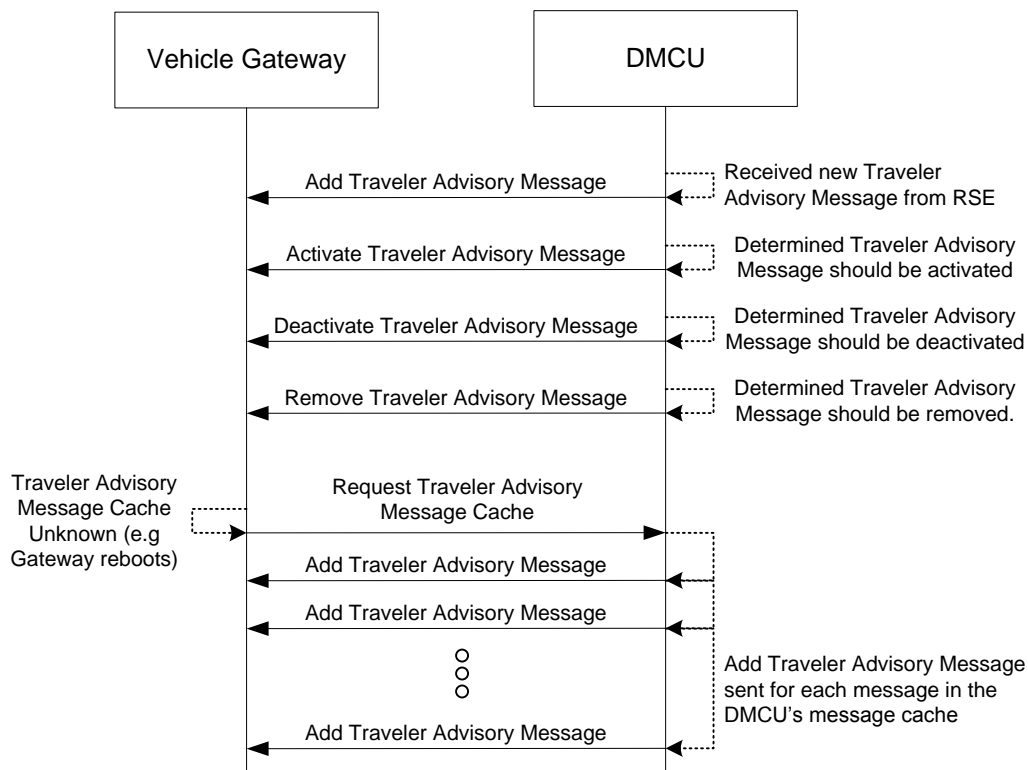 Vehicle Gateway
DMCU
Add Traveler Advisory Message
Received new Traveler
Advisory Message from RSE
Activate Traveler Advisory Message
Determined Traveler Advisory
Message should be activated
Deactivate Traveler Advisory Message
Determined Traveler Advisory
Message should be deactivated
Remove Traveler Advisory Message
Determined Traveler Advisory
Message should be removed.
Traveler Advisory
Message Cache
Unknown (e.g
Gateway reboots)
Request Traveler Advisory
Message Cache
Add Traveler Advisory Message
Add Traveler Advisory Message
Add Traveler Advisory Message
sent for each message in the
DMCU's message cache
Add Traveler Advisory Message